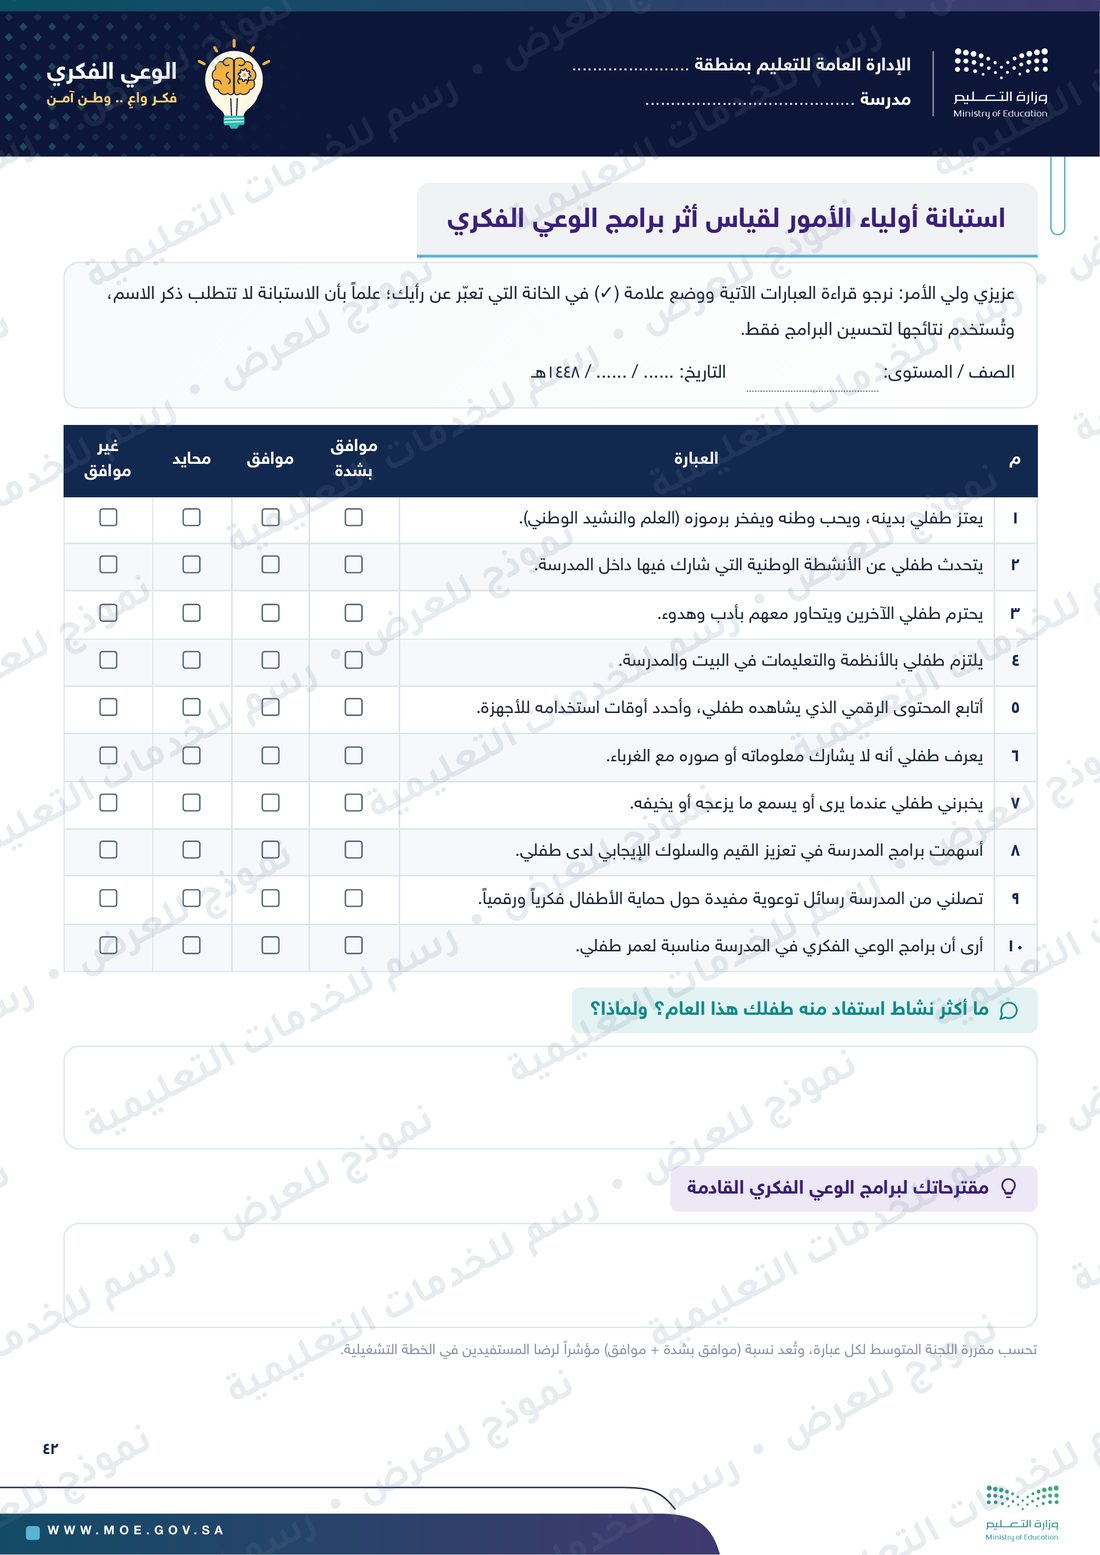 وزارة التعليم
Ministry of Education
الإدارة العامة للتعليم بمنطقة ......................
مدرسة ........................................
الوعي الفكري
فكر واعٍ .. وطن آمن
استبانة أولياء الأمور لقياس أثر برامج الوعي الفكري
عزيزي ولي الأمر: نرجو قراءة العبارات الآتية ووضع علامة (✓) في الخانة التي تعبّر عن رأيك؛ علماً بأن الاستبانة لا تتطلب ذكر الاسم،
وتُستخدم نتائجها لتحسين البرامج فقط.
الصف / المستوى: ...................... التاريخ: ...... / ...... / ١٤٤٨هـ
م العبارة موافق بشدة موافق محايد غير موافق
١ يعتز طفلي بدينه، ويحب وطنه ويفخر برموزه (العلم والنشيد الوطني).
٢ يتحدث طفلي عن الأنشطة الوطنية التي شارك فيها داخل المدرسة.
٣ يحترم طفلي الآخرين ويتحاور معهم بأدب وهدوء.
٤ يلتزم طفلي بالأنظمة والتعليمات في البيت والمدرسة.
٥ أتابع المحتوى الرقمي الذي يشاهده طفلي، وأحدد أوقات استخدامه للأجهزة.
٦ يعرف طفلي أنه لا يشارك معلوماته أو صوره مع الغرباء.
٧ يخبرني طفلي عندما يرى أو يسمع ما يزعجه أو يخيفه.
٨ أسهمت برامج المدرسة في تعزيز القيم والسلوك الإيجابي لدى طفلي.
٩ تصلني من المدرسة رسائل توعوية مفيدة حول حماية الأطفال فكرياً ورقمياً.
١٠ أرى أن برامج الوعي الفكري في المدرسة مناسبة لعمر طفلي.
ما أكثر نشاط استفاد منه طفلك هذا العام؟ ولماذا؟
مقترحاتك لبرامج الوعي الفكري القادمة
تحسب مقررة اللجنة المتوسط لكل عبارة، وتُعد نسبة (موافق بشدة + موافق) مؤشراً لرضا المستفيدين في الخطة التشغيلية.
٤٢
WWW.MOE.GOV.SA
وزارة التعليم
Ministry of Education
نموذج للعرض • رسم للخدمات التعليمية